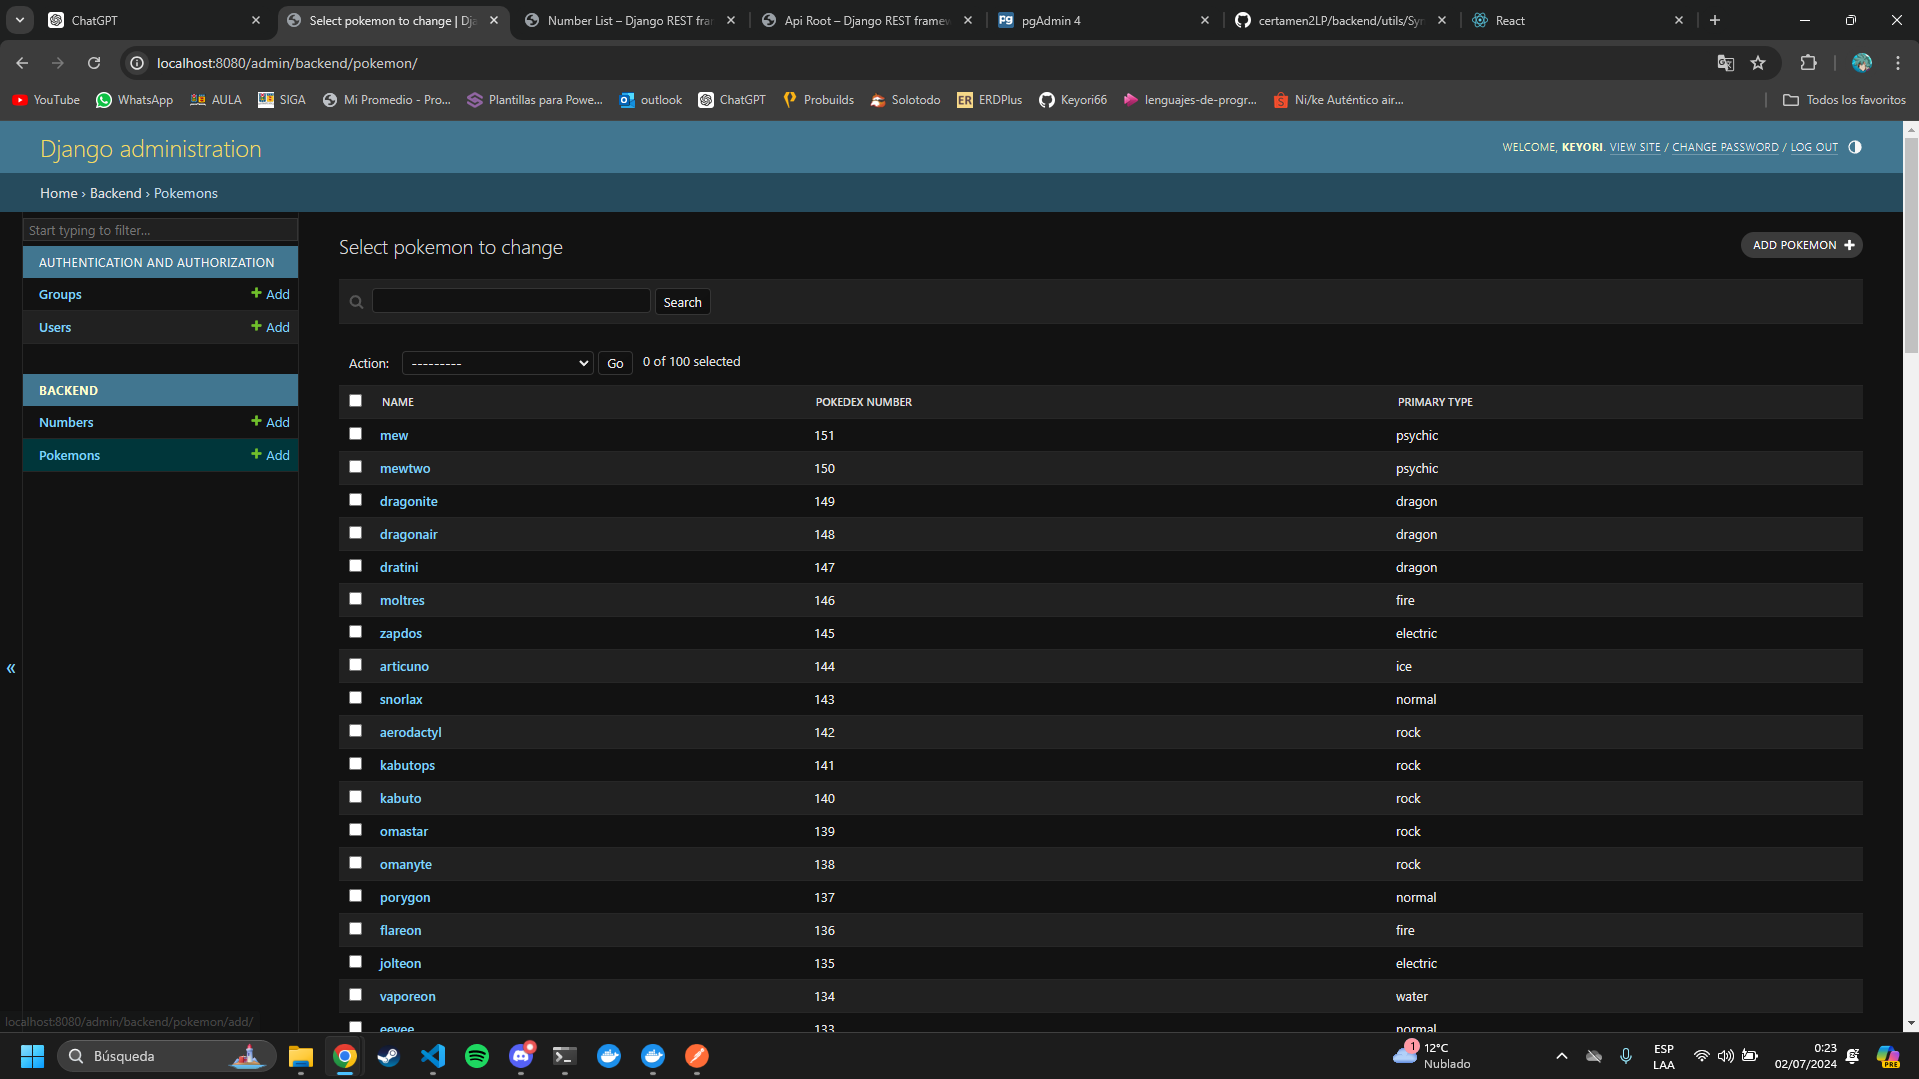 ChatGPT
Select pokemon to change | Dja
Number List – Django REST fram
Api Root – Django REST framew
pgAdmin 4
certamen2LP/backend/utils/Syn
React
localhost:8080/admin/backend/pokemon/
YouTube
WhatsApp
AULA
SIGA
Mi Promedio - Pro...
Plantillas para Powe...
outlook
ChatGPT
Probuilds
Solotodo
ERDPlus
Keyori66
lenguajes-de-progr...
Ni/ke Auténtico air...
Todos los favoritos
Django administration
WELCOME, KEYORI. VIEW SITE / CHANGE PASSWORD / LOG OUT
Home › Backend › Pokemons
Start typing to filter...
AUTHENTICATION AND AUTHORIZATION
Groups + Add
Users + Add
BACKEND
Numbers + Add
Pokemons + Add
«
Select pokemon to change
ADD POKEMON +
Search
Action: --------- Go 0 of 100 selected
NAME POKEDEX NUMBER PRIMARY TYPE
mew 151 psychic
mewtwo 150 psychic
dragonite 149 dragon
dragonair 148 dragon
dratini 147 dragon
moltres 146 fire
zapdos 145 electric
articuno 144 ice
snorlax 143 normal
aerodactyl 142 rock
kabutops 141 rock
kabuto 140 rock
omastar 139 rock
omanyte 138 rock
porygon 137 normal
flareon 136 fire
jolteon 135 electric
vaporeon 134 water
eevee 133 normal
localhost:8080/admin/backend/pokemon/add/
Búsqueda
1
12°C
Nublado
ESP
LAA
0:23
02/07/2024
PRE